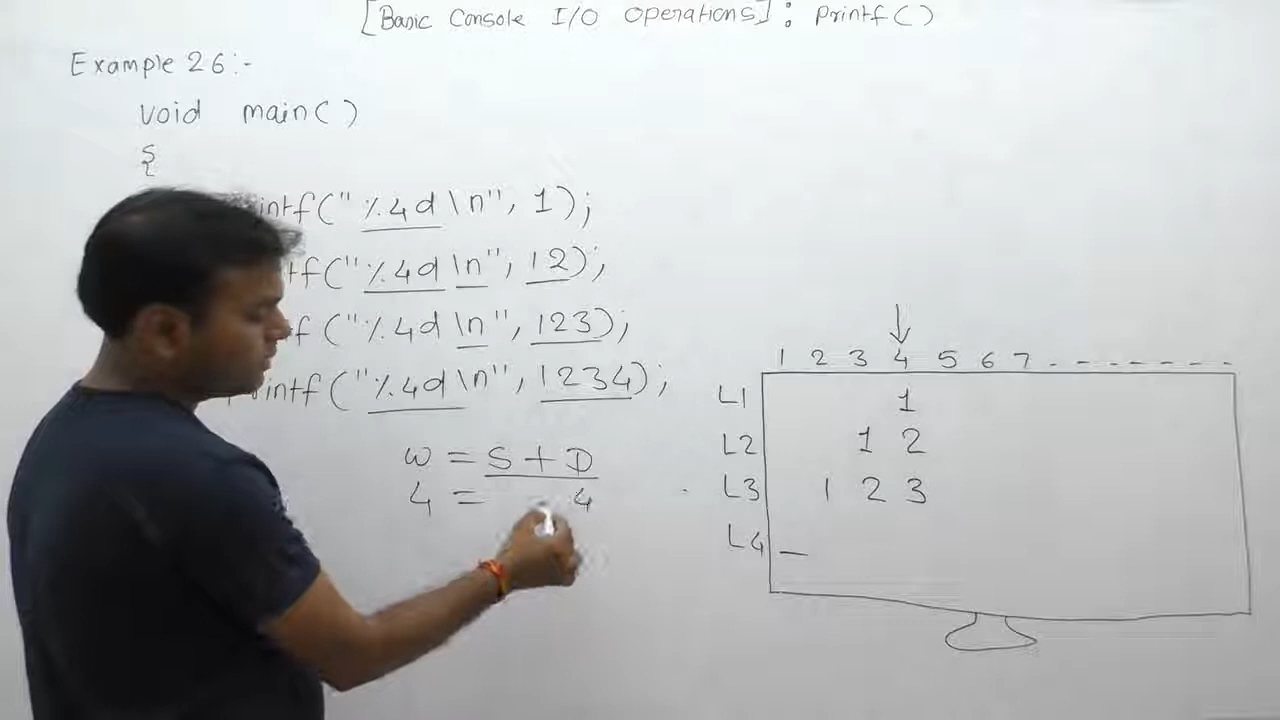 [Basic Console I/O Operations] : printf()
Example 26:-
void main()
{
intf("%4d\n", 1);
tf("%4d\n", 12);
f("%4d\n", 123);
rintf("%4d\n", 1234);
w = S + D
4 = 4
1 2 3 4 5 6 7 . - - - - - - -
L1 1
L2 1 2
L3 1 2 3
L4 _